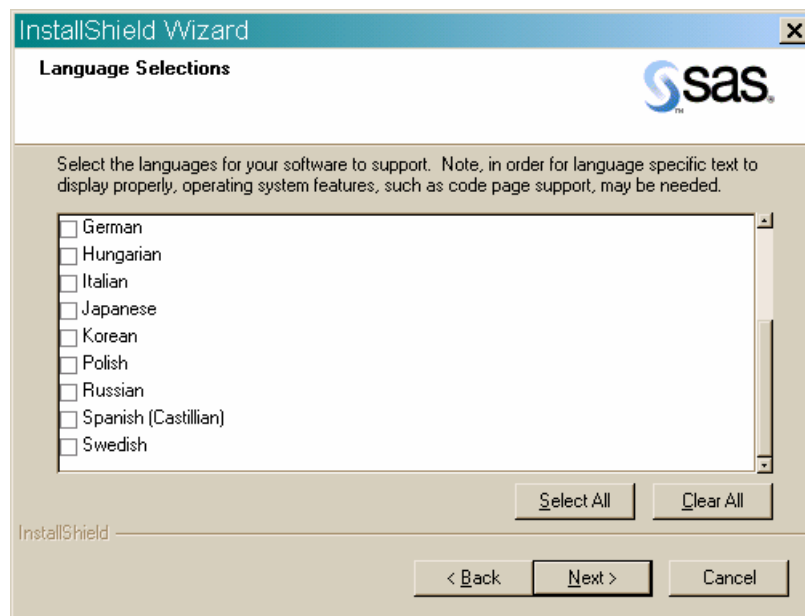 InstallShield Wizard
Language Selections
sas.
TM
Select the languages for your software to support. Note, in order for language specific text to
display properly, operating system features, such as code page support, may be needed.
German
Hungarian
Italian
Japanese
Korean
Polish
Russian
Spanish (Castillian)
Swedish
Select All
Clear All
InstallShield
< Back
Next >
Cancel